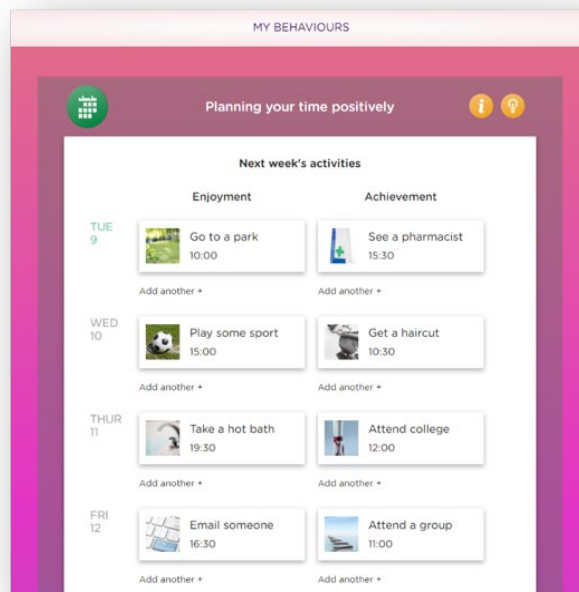 MY BEHAVIOURS
Planning your time positively
Next week's activities
Enjoyment Achievement
TUE
9
Go to a park
10:00
See a pharmacist
15:30
Add another + Add another +
WED
10
Play some sport
15:00
Get a haircut
10:30
Add another + Add another +
THUR
11
Take a hot bath
19:30
Attend college
12:00
Add another + Add another +
FRI
12
Email someone
16:30
Attend a group
11:00
Add another + Add another +